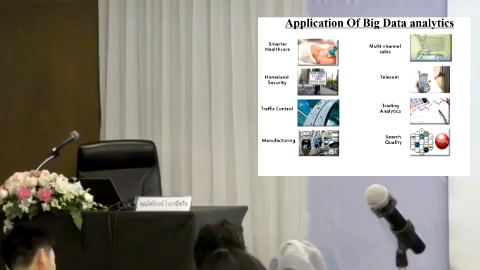 Application Of Big Data analytics
Smarter
Healthcare
Multi-channel
sales
Homeland
Security
Telecom
Traffic Control
Trading
Analytics
Manufacturing
Search
Quality